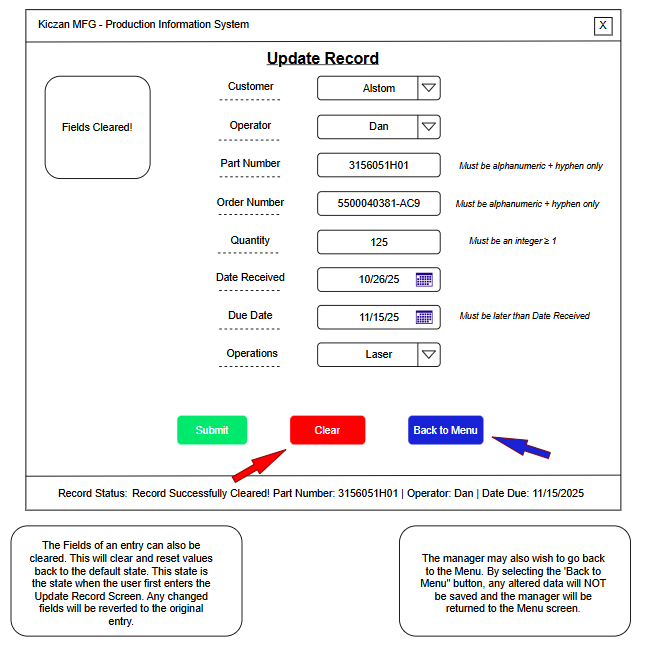 Kiczan MFG - Production Information System
X
Update Record
Fields Cleared!
Customer
Alstom
Operator
Dan
Part Number
3156051H01
Must be alphanumeric + hyphen only
Order Number
5500040381-AC9
Must be alphanumeric + hyphen only
Quantity
125
Must be an integer ≥ 1
Date Received
10/26/25
Due Date
11/15/25
Must be later than Date Received
Operations
Laser
Submit
Clear
Back to Menu
Record Status: Record Successfully Cleared! Part Number: 3156051H01 | Operator: Dan | Date Due: 11/15/2025
The Fields of an entry can also be
cleared. This will clear and reset values
back to the default state. This state is
the state when the user first enters the
Update Record Screen. Any changed
fields will be reverted to the original
entry.
The manager may also wish to go back
to the Menu. By selecting the 'Back to
Menu" button, any altered data will NOT
be saved and the manager will be
returned to the Menu screen.